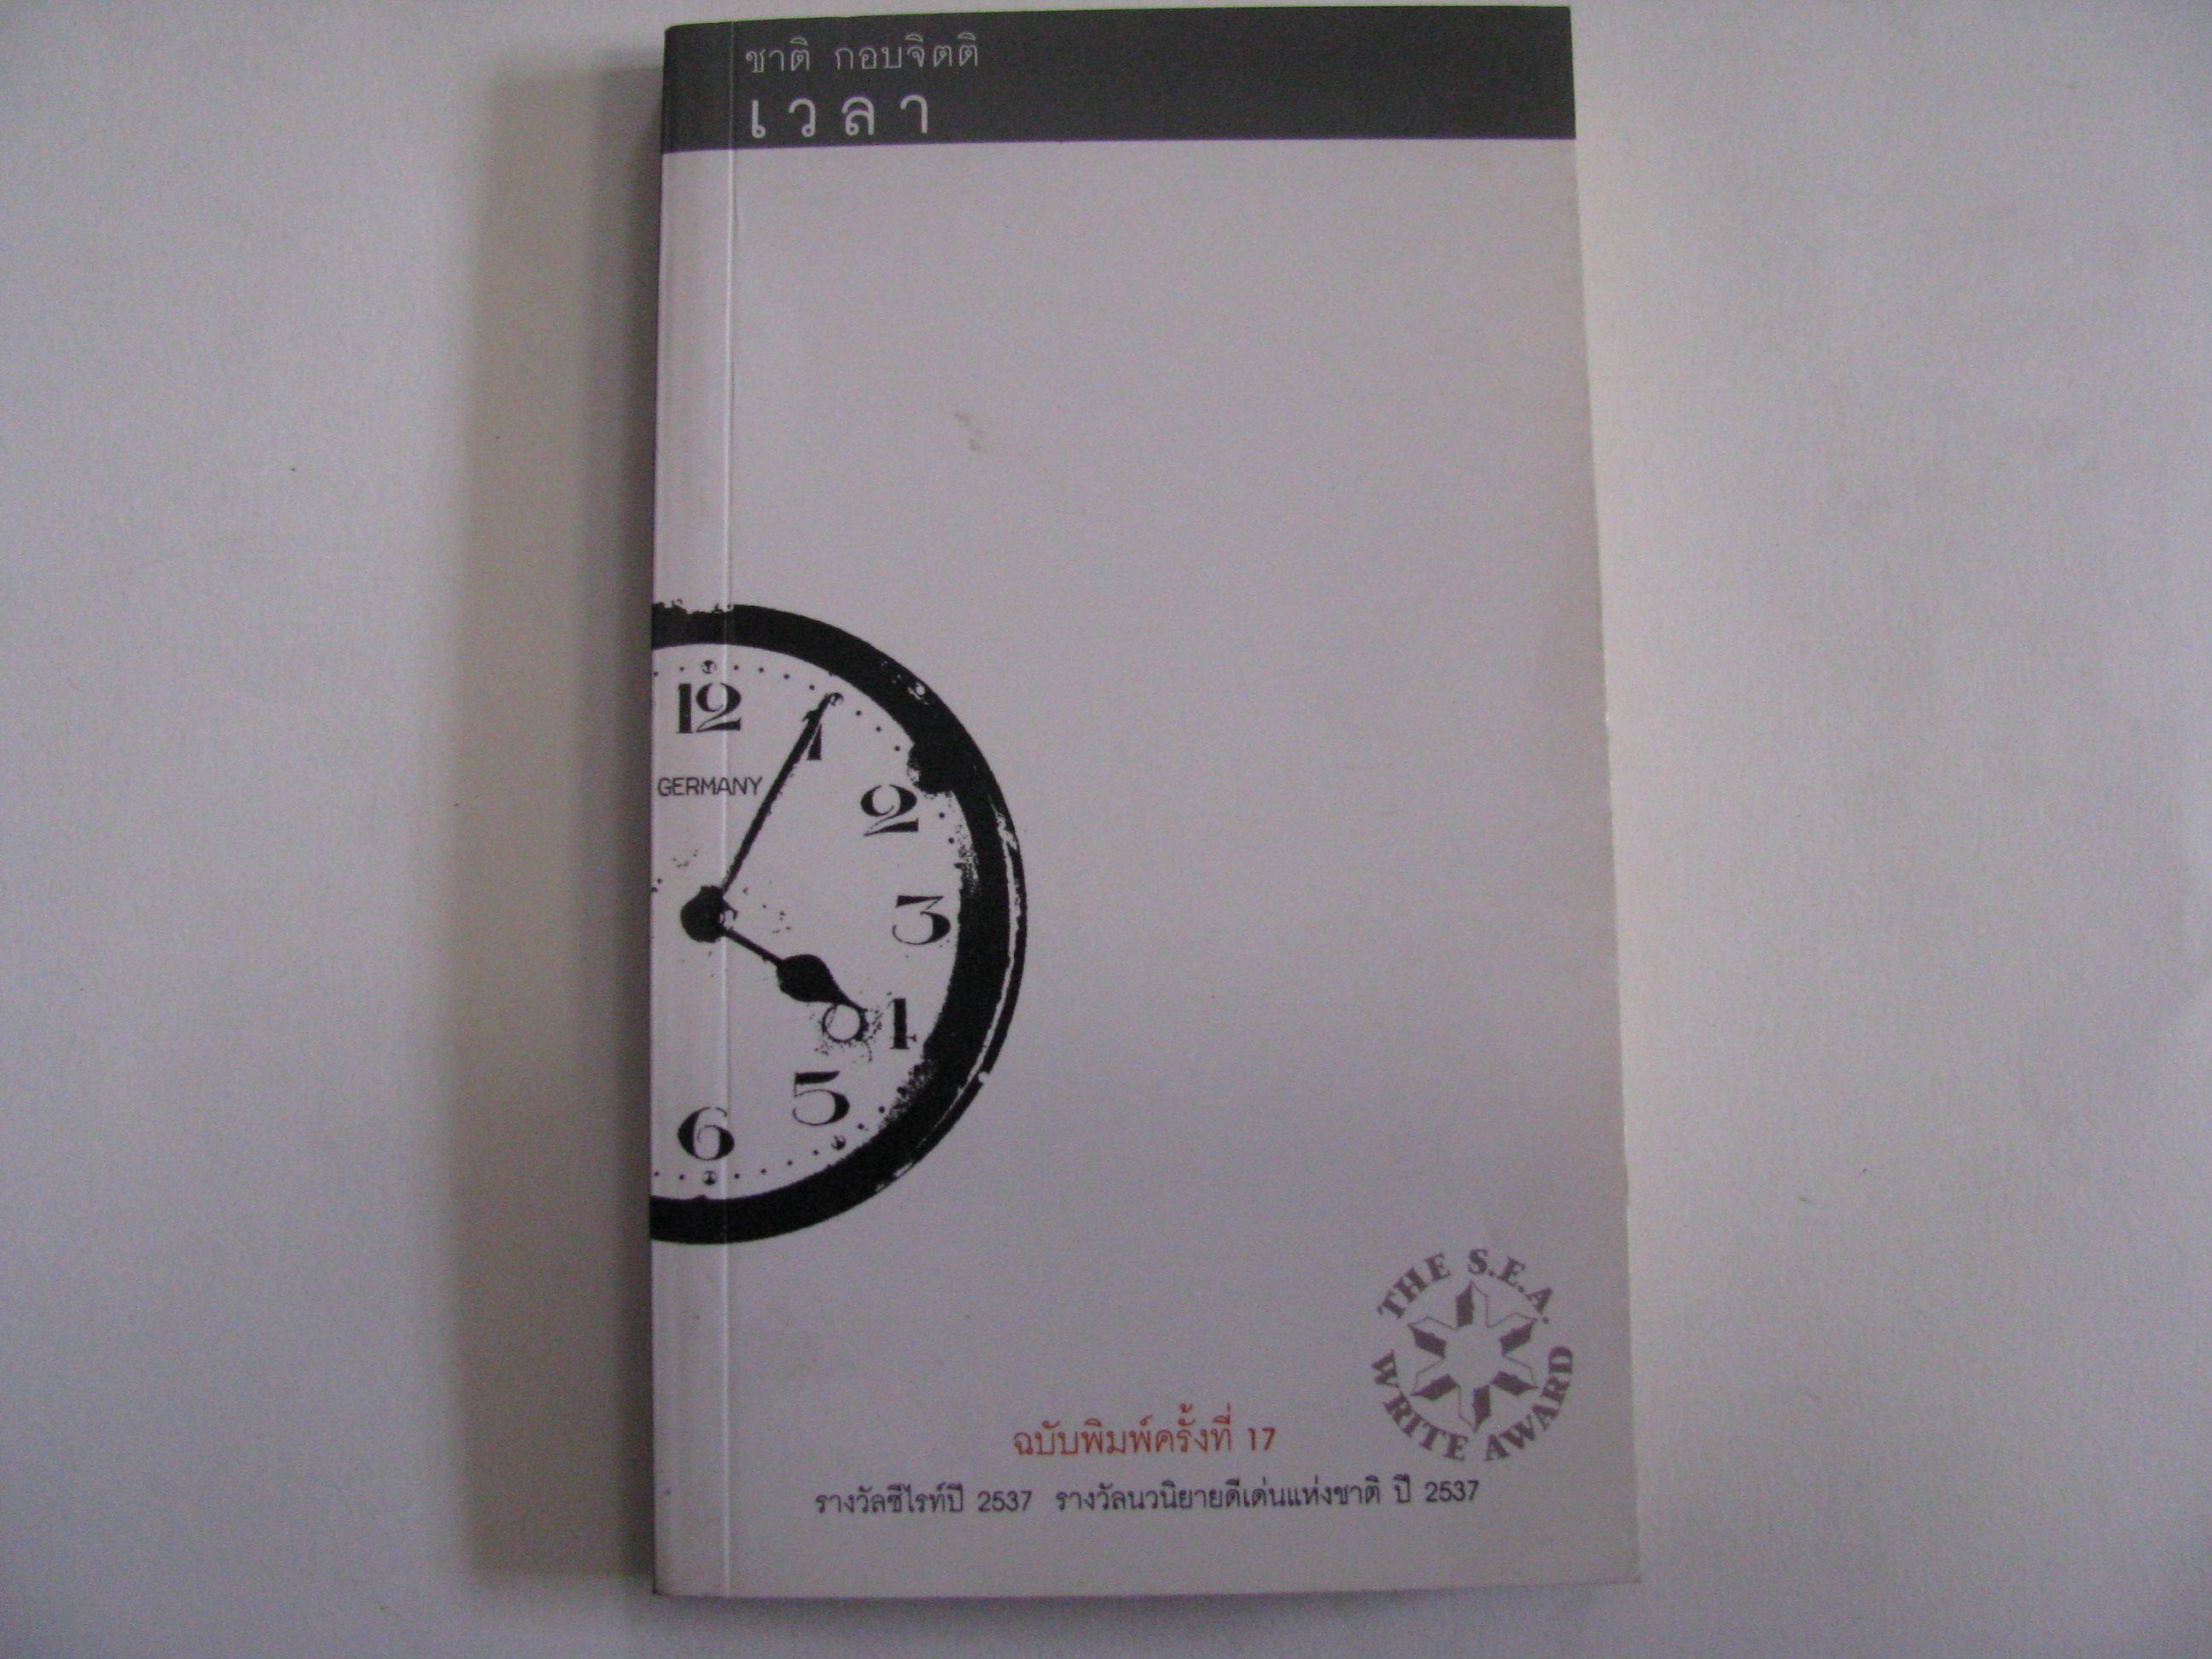 ชาติ กอบจิตติ
เวลา
12
1
GERMANY
2
3
4
5
6
THE S.E.A.
WRITE AWARD
ฉบับพิมพ์ครั้งที่ 17
รางวัลซีไรท์ปี 2537 รางวัลนวนิยายดีเด่นแห่งชาติ ปี 2537